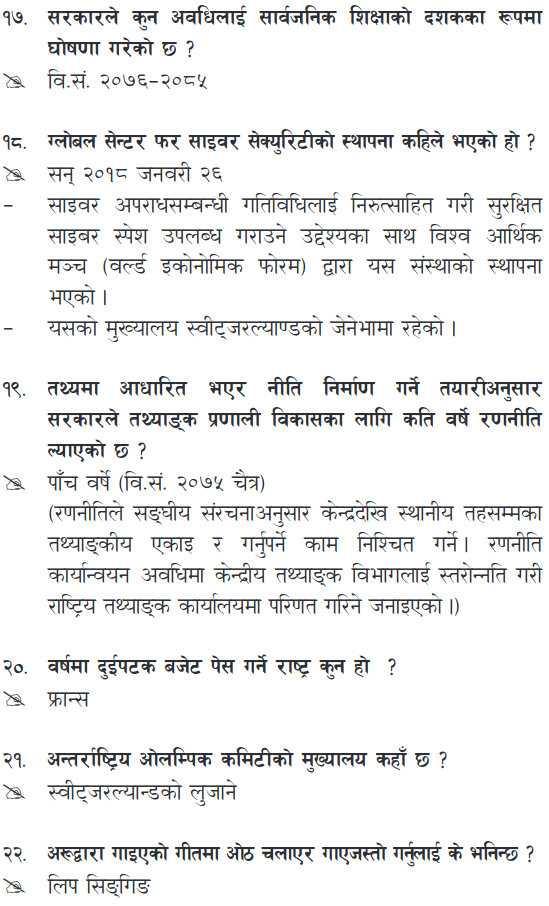 १७. सरकारले कुन अवधिलाई सार्वजनिक शिक्षाको दशकका रूपमा
घोषणा गरेको छ ?
वि.सं. २०७६-२०८५
१८. ग्लोबल सेन्टर फर साइवर सेक्युरिटीको स्थापना कहिले भएको हो ?
सन् २०१८ जनवरी २६
- साइवर अपराधसम्बन्धी गतिविधिलाई निरुत्साहित गरी सुरक्षित
साइबर स्पेश उपलब्ध गराउने उद्देश्यका साथ विश्व आर्थिक
मञ्च (वर्ल्ड इकोनोमिक फोरम) द्वारा यस संस्थाको स्थापना
भएको ।
- यसको मुख्यालय स्वीट्जरल्याण्डको जेनेभामा रहेको ।
१९. तथ्यमा आधारित भएर नीति निर्माण गर्ने तयारीअनुसार
सरकारले तथ्याङ्क प्रणाली विकासका लागि कति वर्षे रणनीति
ल्याएको छ ?
पाँच वर्षे (वि.सं. २०७५ चैत्र)
(रणनीतिले सङ्घीय संरचनाअनुसार केन्द्रदेखि स्थानीय तहसम्मका
तथ्याङ्कीय एकाइ र गर्नुपर्ने काम निश्चित गर्ने । रणनीति
कार्यान्वयन अवधिमा केन्द्रीय तथ्याङ्क विभागलाई स्तरोन्नति गरी
राष्ट्रिय तथ्याङ्क कार्यालयमा परिणत गरिने जनाइएको ।)
२०. वर्षमा दुईपटक बजेट पेस गर्ने राष्ट्र कुन हो ?
फ्रान्स
२१. अन्तर्राष्ट्रिय ओलम्पिक कमिटीको मुख्यालय कहाँ छ ?
स्वीट्जरल्यान्डको लुजाने
२२. अरूद्वारा गाइएको गीतमा ओठ चलाएर गाएजस्तो गर्नुलाई के भनिन्छ ?
लिप सिङ्गिङ